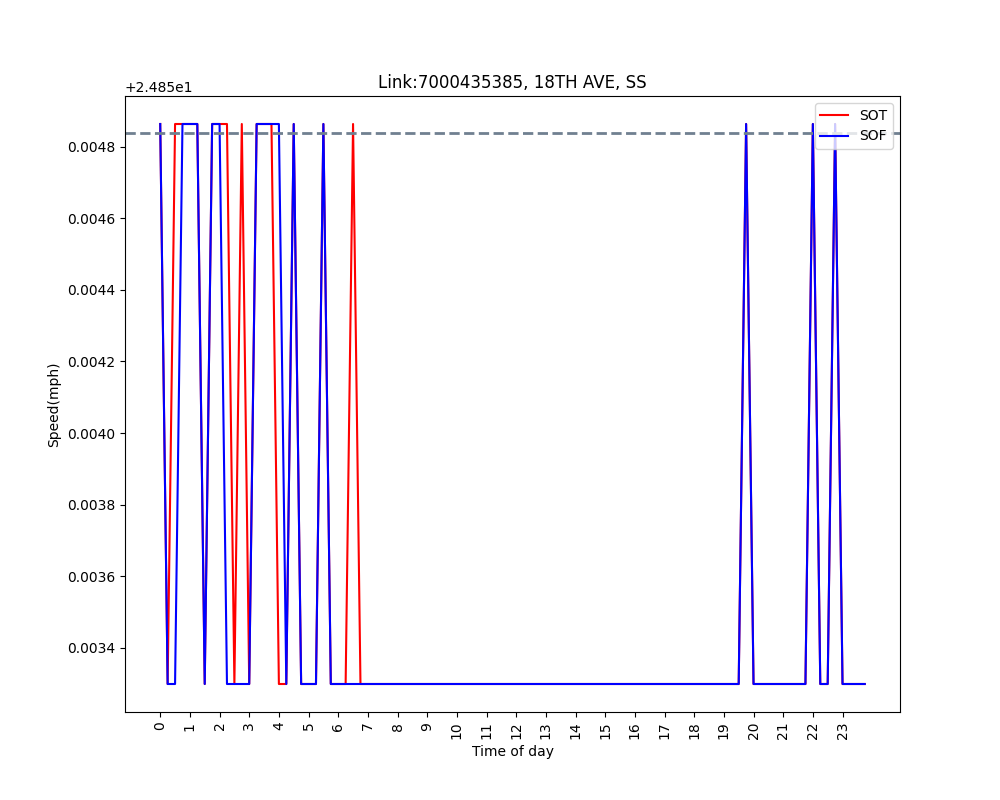 Link:7000435385, 18TH AVE, SS
+2.485e1
SOT
SOF
0.0048
0.0046
0.0044
0.0042
0.0040
0.0038
0.0036
0.0034
Speed(mph)
0 1 2 3 4 5 6 7 8 9 10 11 12 13 14 15 16 17 18 19 20 21 22 23
Time of day